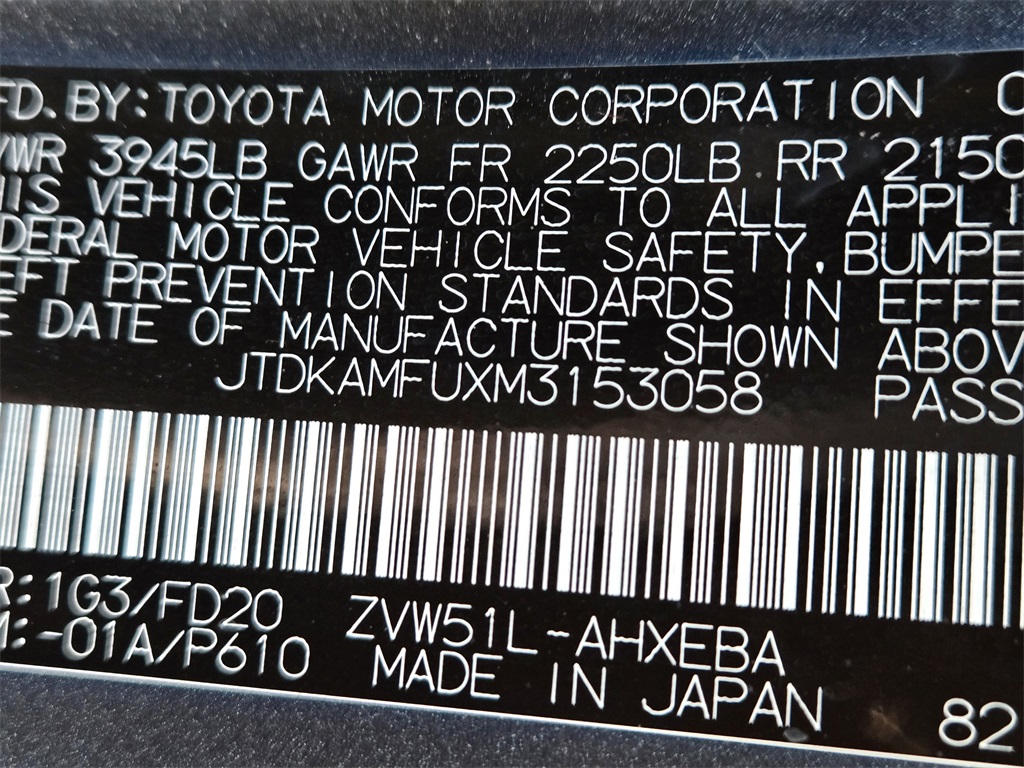 FD. BY: TOYOTA MOTOR CORPORATION
VWR 3945LB GAWR FR 2250LB RR 2150
HIS VEHICLE CONFORMS TO ALL APPLI
DERAL MOTOR VEHICLE SAFETY, BUMPE
EFT PREVENTION STANDARDS IN EFFE
E DATE OF MANUFACTURE SHOWN ABOV
JTDKAMFUXM3153058 PASS
R:1G3/FD20 ZVW51L-AHXEBA
M:-01A/P610 MADE IN JAPAN 82